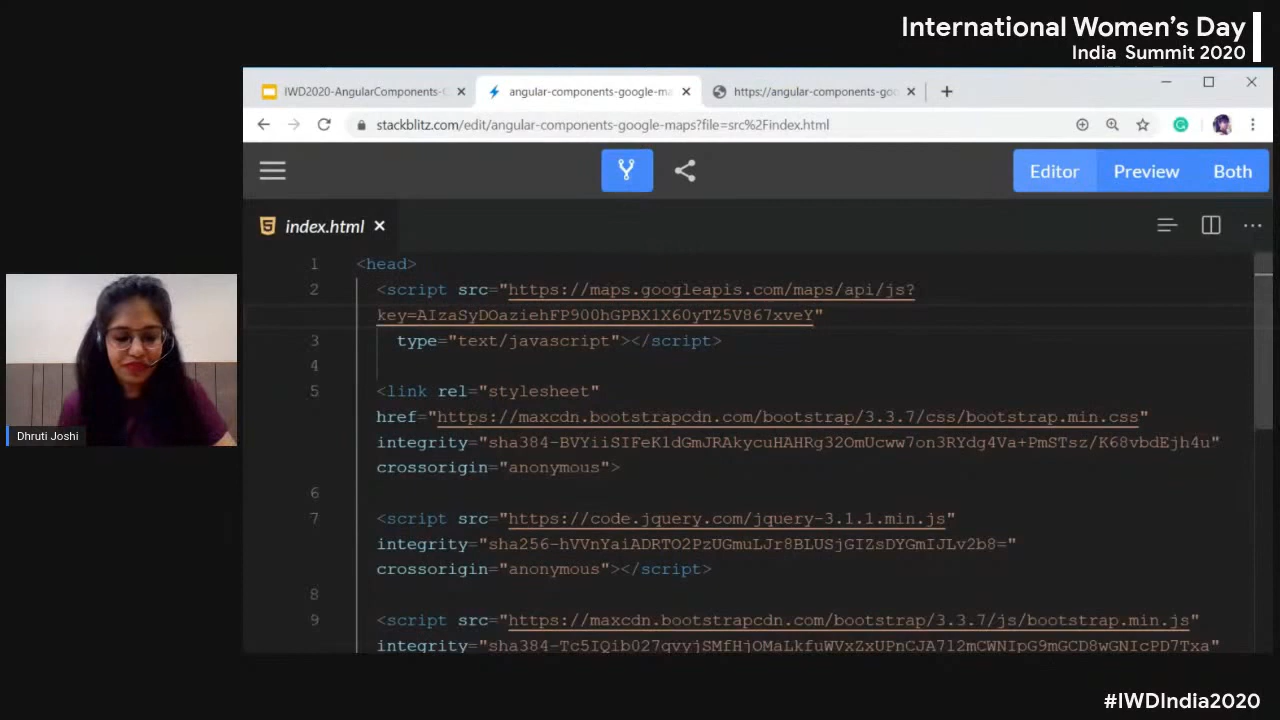 International Women's Day
India Summit 2020
IWD2020-AngularComponents-
angular-components-google-ma
https://angular-components-goo
stackblitz.com/edit/angular-components-google-maps?file=src%2Findex.html
Editor
Preview
Both
index.html
1 <head>
2 <script src="https://maps.googleapis.com/maps/api/js?
key=AIzaSyDOaziehFP900hGPBX1X60yTZ5V867xveY"
3 type="text/javascript"></script>
4
5 <link rel="stylesheet"
href="https://maxcdn.bootstrapcdn.com/bootstrap/3.3.7/css/bootstrap.min.css"
integrity="sha384-BVYiiSIFeK1dGmJRAkycuHAHRg32OmUcww7on3RYdg4Va+PmSTsz/K68vbdEjh4u"
crossorigin="anonymous">
6
7 <script src="https://code.jquery.com/jquery-3.1.1.min.js"
integrity="sha256-hVVnYaiADRTO2PzUGmuLJr8BLUSjGIZsDYGmIJLv2b8="
crossorigin="anonymous"></script>
8
9 <script src="https://maxcdn.bootstrapcdn.com/bootstrap/3.3.7/js/bootstrap.min.js"
integrity="sha384-Tc5IQib027qvyjSMfHjOMaLkfuWVxZxUPnCJA7l2mCWNIpG9mGCD8wGNIcPD7Txa
Dhruti Joshi
#IWDIndia2020